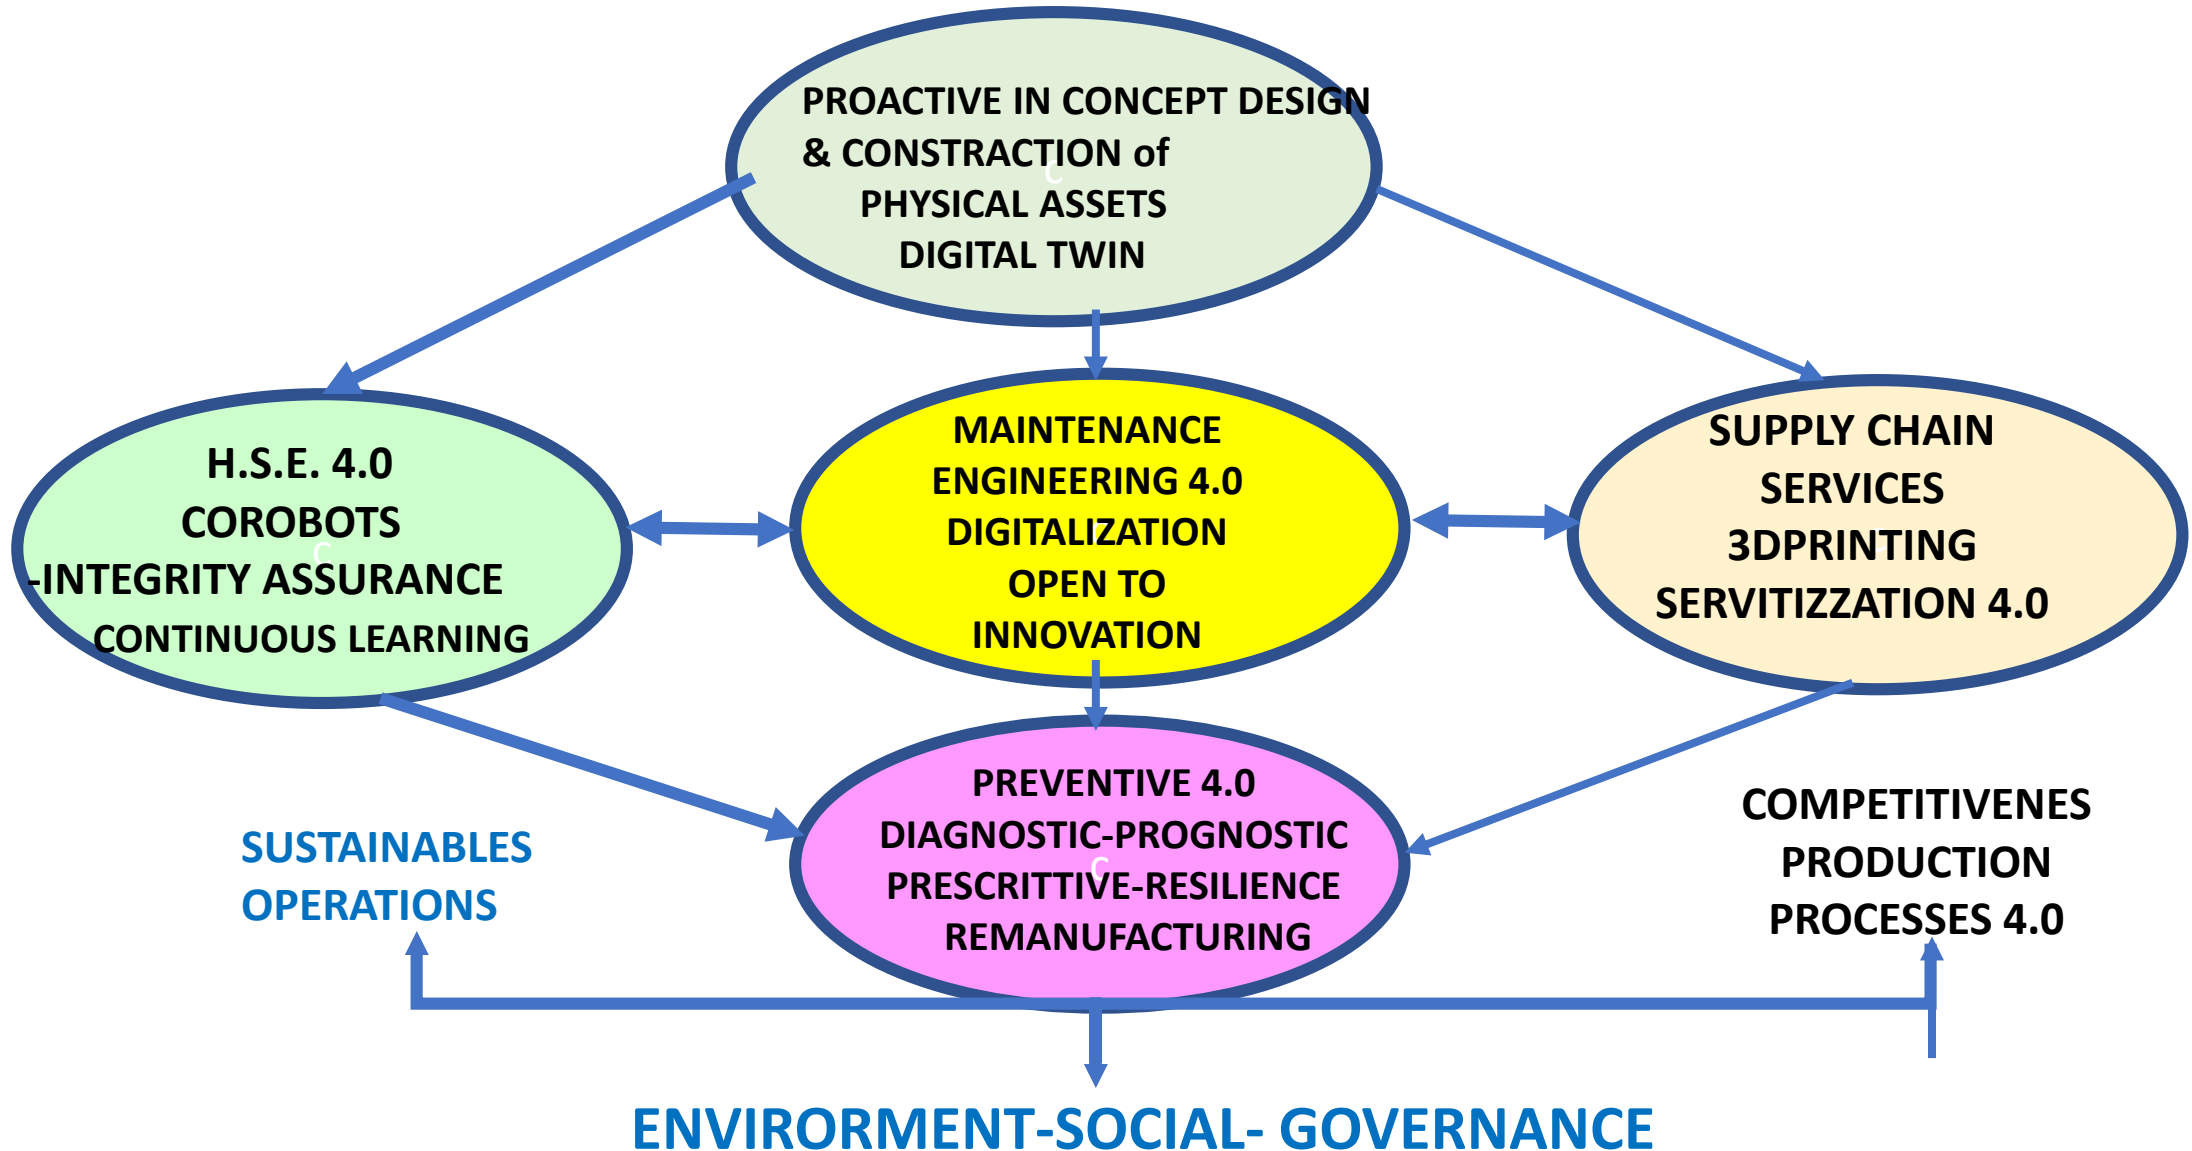 PROACTIVE IN CONCEPT DESIGN
& CONSTRACTION of
PHYSICAL ASSETS
DIGITAL TWIN
C
H.S.E. 4.0
COROBOTS
-INTEGRITY ASSURANCE
CONTINUOUS LEARNING
C
MAINTENANCE
ENGINEERING 4.0
DIGITALIZATION
OPEN TO
INNOVATION
SUPPLY CHAIN
SERVICES
3DPRINTING
SERVITIZZATION 4.0
PREVENTIVE 4.0
DIAGNOSTIC-PROGNOSTIC
PRESCRITTIVE-RESILIENCE
REMANUFACTURING
C
SUSTAINABLES
OPERATIONS
COMPETITIVENES
PRODUCTION
PROCESSES 4.0
ENVIRORMENT-SOCIAL- GOVERNANCE